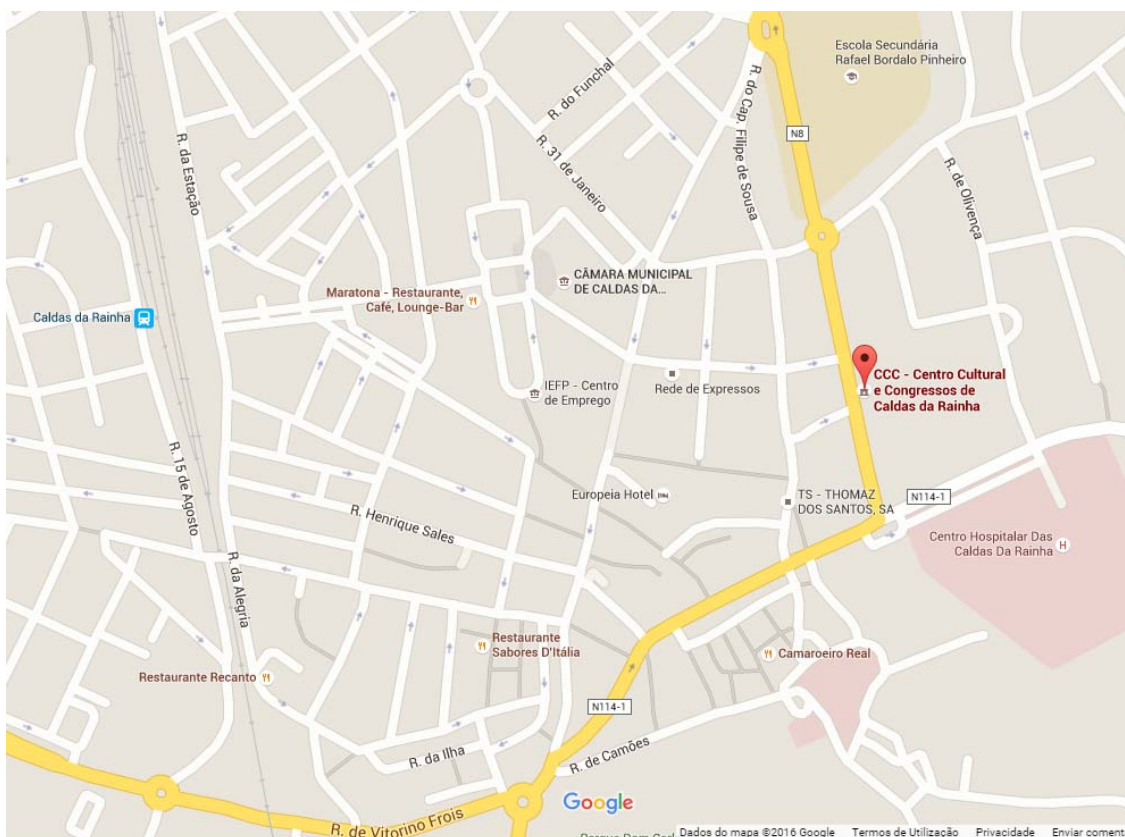 Escola Secundária
Rafael Bordalo Pinheiro
R. do Funchal
R. do Cap. Filipe de Sousa
N8
R. 31 de Janeiro
R. da Estação
R. de Olivença
CÂMARA MUNICIPAL
DE CALDAS DA...
Maratona - Restaurante,
Café, Lounge-Bar
Caldas da Rainha
CCC - Centro Cultural
e Congressos de
Caldas da Rainha
Rede de Expressos
IEFP - Centro
de Emprego
R. 15 de Agosto
Europeia Hotel
TS - THOMAZ
DOS SANTOS, SA
N114-1
R. Henrique Sales
Centro Hospitalar Das
Caldas Da Rainha
H
R. da Alegria
Restaurante
Sabores D'Itália
Camaroeiro Real
Restaurante Recanto
N114-1
R. da Ilha
R. de Camões
Google
R. de Vitorino Frois
Dados do mapa ©2016 Google Termos de Utilização Privacidade Enviar coment